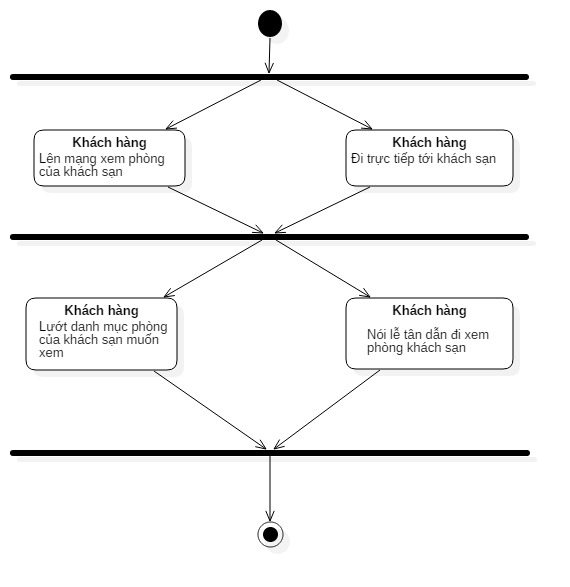 Khách hàng
Lên mạng xem phòng
của khách sạn
Khách hàng
Đi trực tiếp tới khách sạn
Khách hàng
Lướt danh mục phòng
của khách sạn muốn
xem
Khách hàng
Nói lễ tân dẫn đi xem
phòng khách sạn